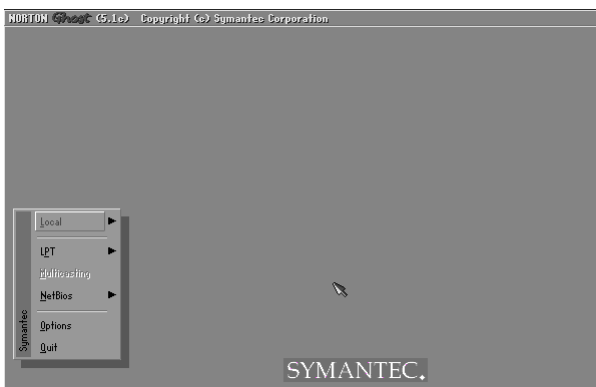 NORTON Ghost (5.1c) Copyright (c) Symantec Corporation
Local
LPT
Multicasting
NetBios
Options
Quit
Symantec
SYMANTEC.